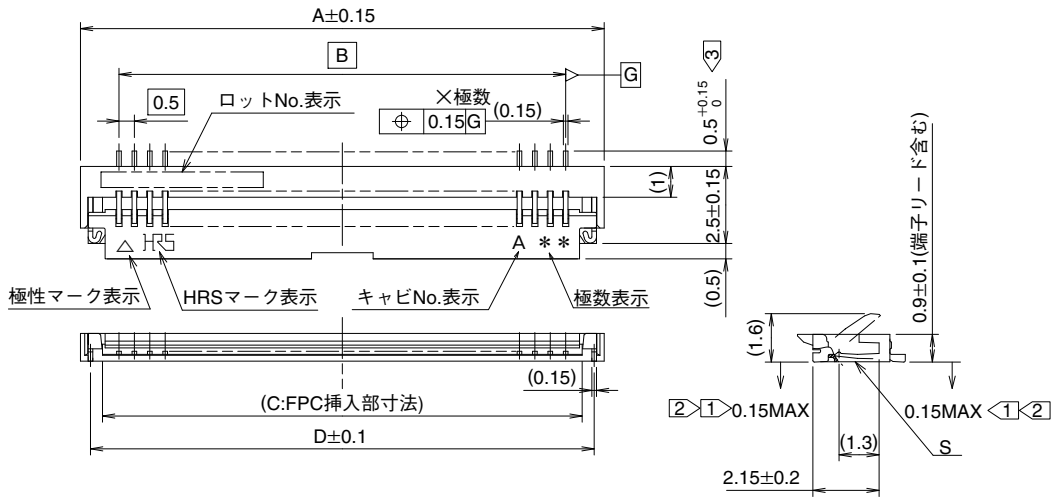 A±0.15
B
3
G
0.5
ロットNo.表示
×極数
(0.15)
0.15 G
0.5 +0.15 0
(1)
2.5±0.15
(0.5)
0.9±0.1(端子リード含む)
HRS
A **
極性マーク表示
HRSマーク表示
キャビNo.表示
極数表示
(1.6)
(0.15)
(C:FPC挿入部寸法)
D±0.1
2 1 0.15MAX
0.15MAX 1 2
(1.3)
S
2.15±0.2